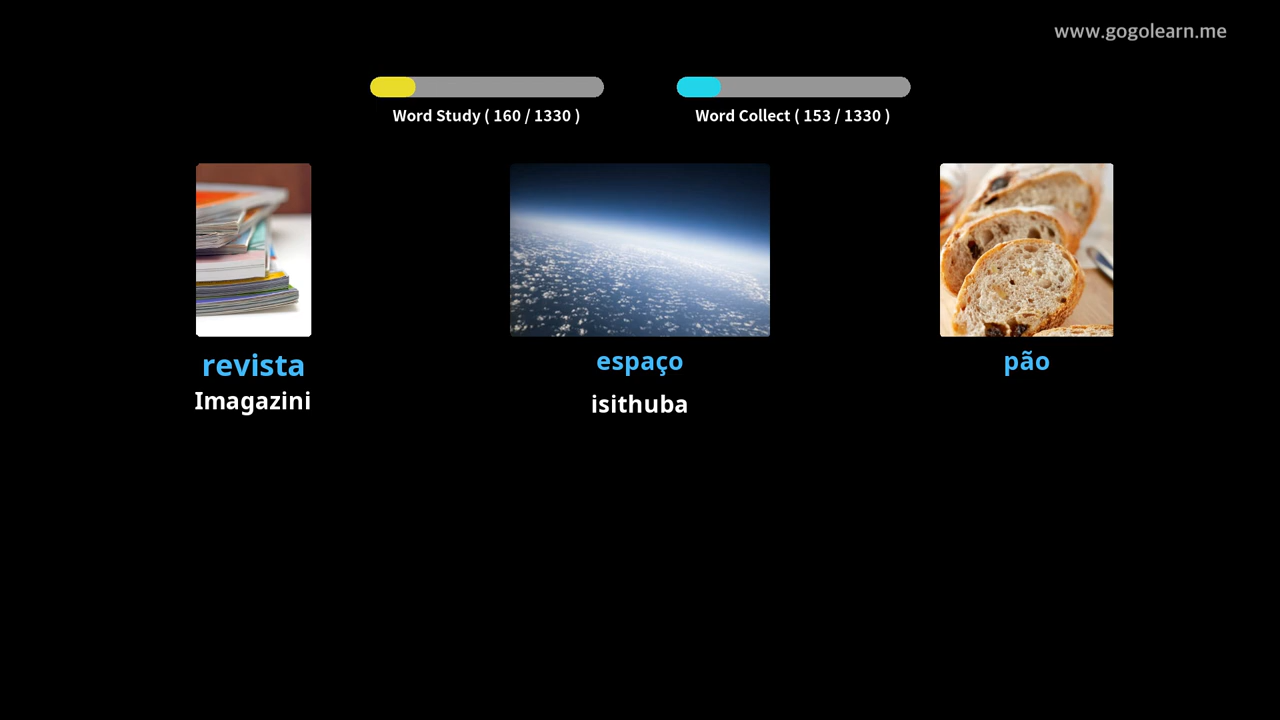 www.gogolearn.me
Word Study ( 160 / 1330 )
Word Collect ( 153 / 1330 )
revista
Imagazini
espaço
isithuba
pão